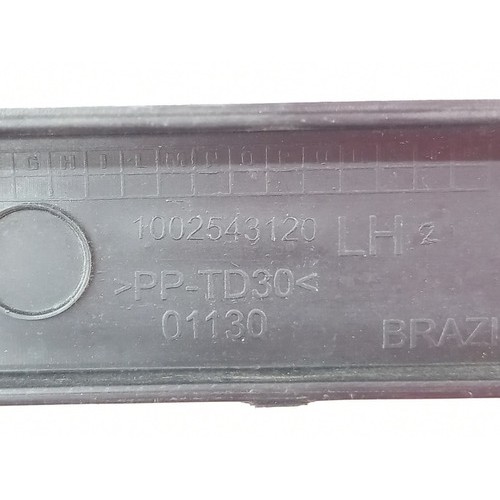 G H I L M N O P
1002543120 LH 2
>PP-TD30<
01130
BRAZI